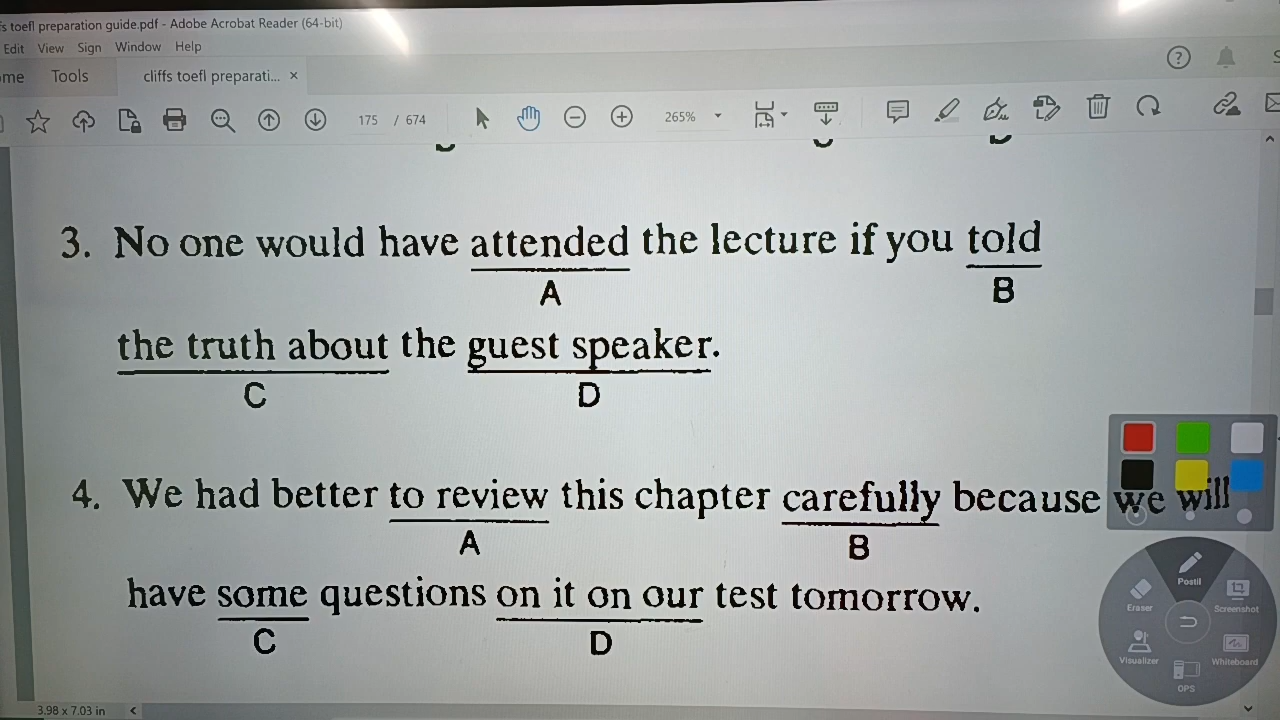 fs toefl preparation guide.pdf - Adobe Acrobat Reader (64-bit)
Edit View Sign Window Help
ome Tools cliffs toefl preparati... ×
175 / 674 265%
3. No one would have attended the lecture if you told
A B
the truth about the guest speaker.
C D
4. We had better to review this chapter carefully because we will
A B
have some questions on it on our test tomorrow.
C D
Postil
Eraser
Screenshot
Visualizer
Whiteboard
OPS
3.98 x 7.03 in